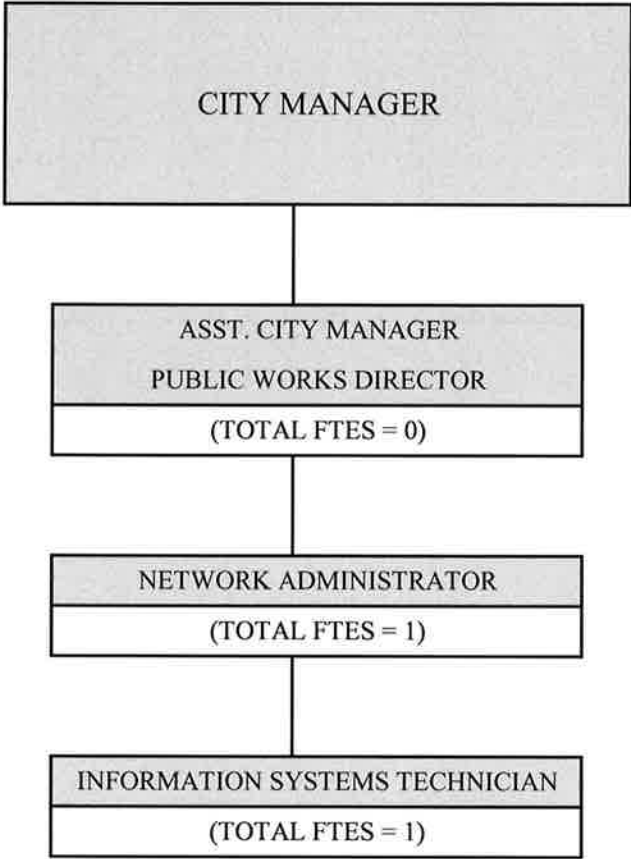 CITY MANAGER
ASST. CITY MANAGER
PUBLIC WORKS DIRECTOR
(TOTAL FTES = 0)
NETWORK ADMINISTRATOR
(TOTAL FTES = 1)
INFORMATION SYSTEMS TECHNICIAN
(TOTAL FTES = 1)